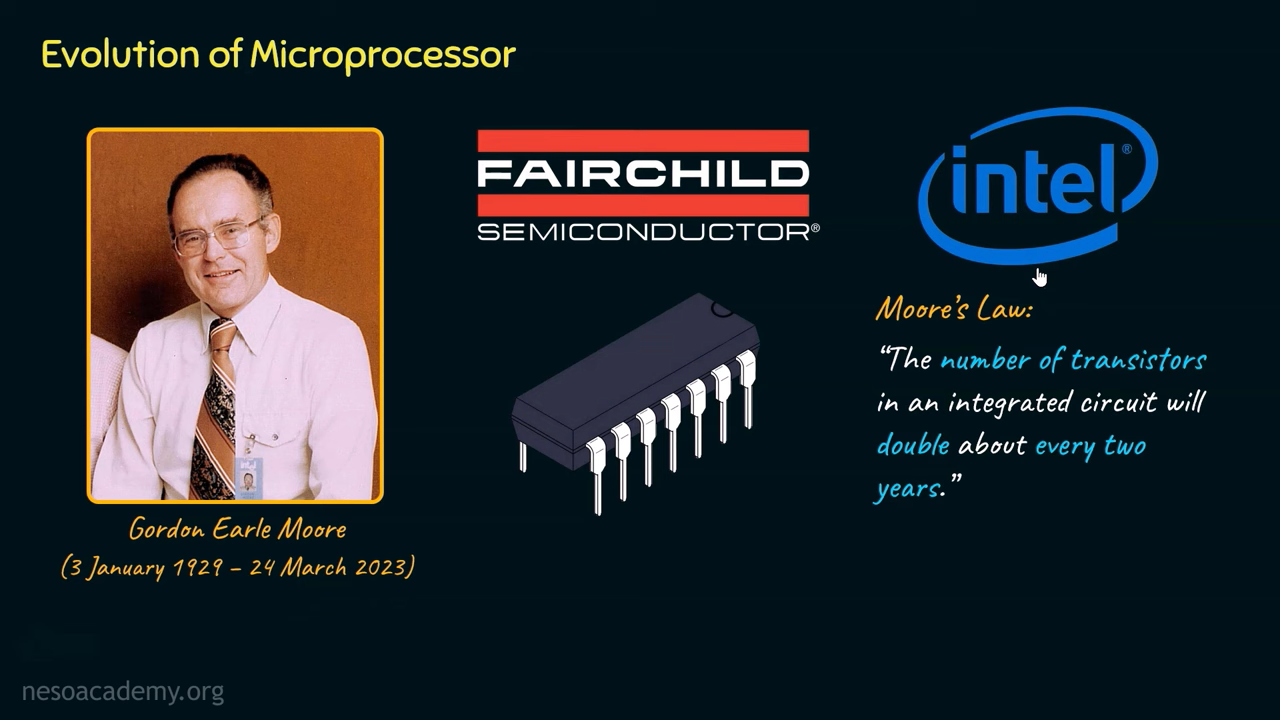 Evolution of Microprocessor
FAIRCHILD
SEMICONDUCTOR®
intel®
intel
Gordon Earle Moore
(3 January 1929 – 24 March 2023)
Moore's Law:
“The number of transistors
in an integrated circuit will
double about every two
years.”
nesoacademy.org